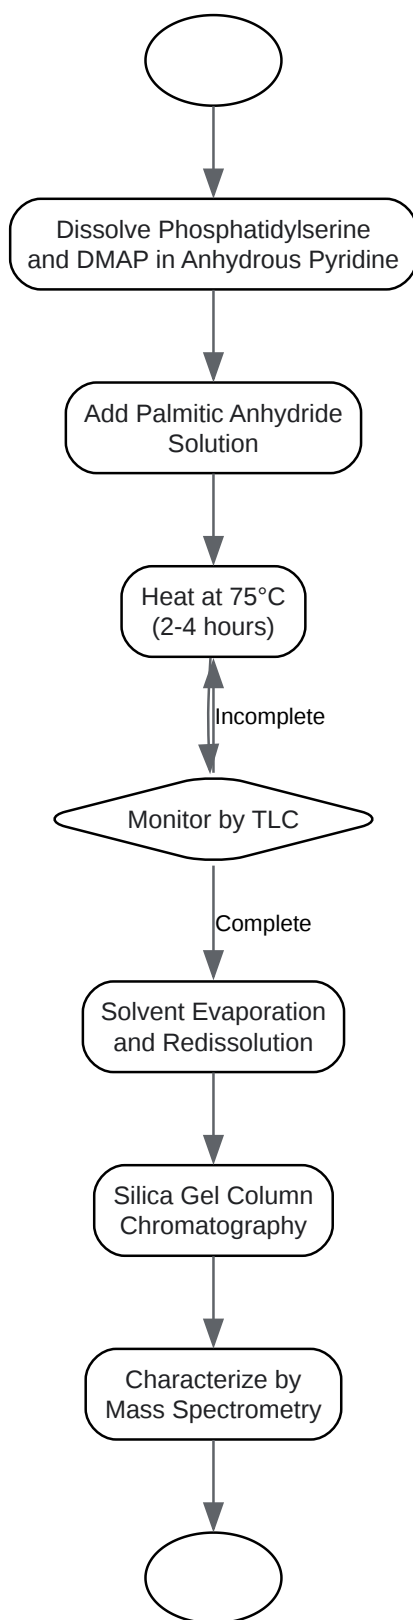 Dissolve Phosphatidylserine
and DMAP in Anhydrous Pyridine
Add Palmitic Anhydride
Solution
Heat at 75°C
(2-4 hours)
Incomplete
Monitor by TLC
Complete
Solvent Evaporation
and Redissolution
Silica Gel Column
Chromatography
Characterize by
Mass Spectrometry